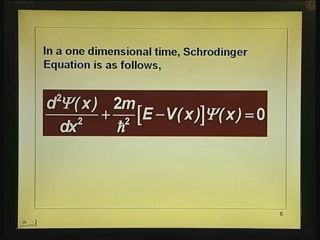 In a one dimensional time, Schrodinger
Equation is as follows,
d²Ψ(x)/dx² + 2m/ħ² [E – V(x)]Ψ(x) = 0
6